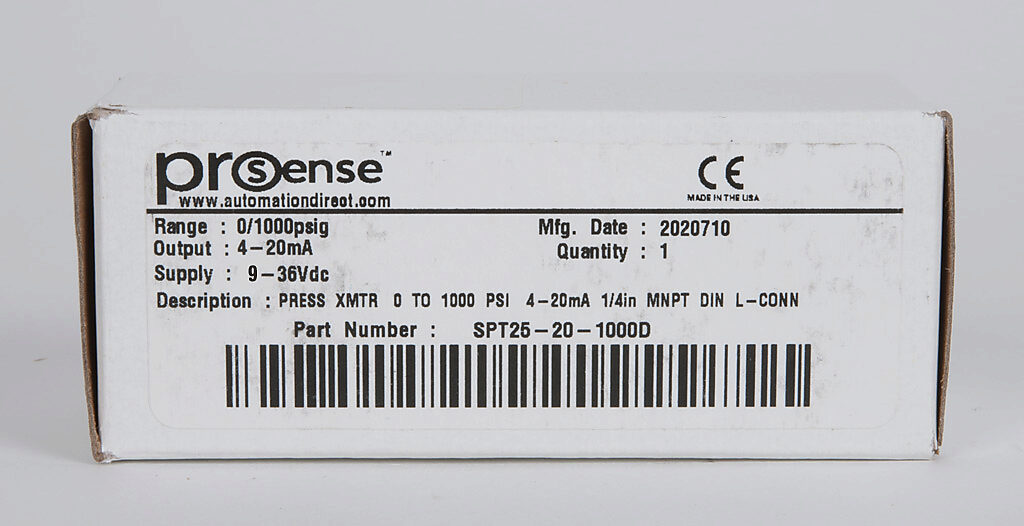 prosense™
www.automationdirect.com
CE
MADE IN THE USA
Range : 0/1000psig
Mfg. Date : 2020710
Output : 4-20mA
Quantity : 1
Supply : 9-36Vdc
Description : PRESS XMTR 0 TO 1000 PSI 4-20mA 1/4in MNPT DIN L-CONN
Part Number : SPT25-20-1000D